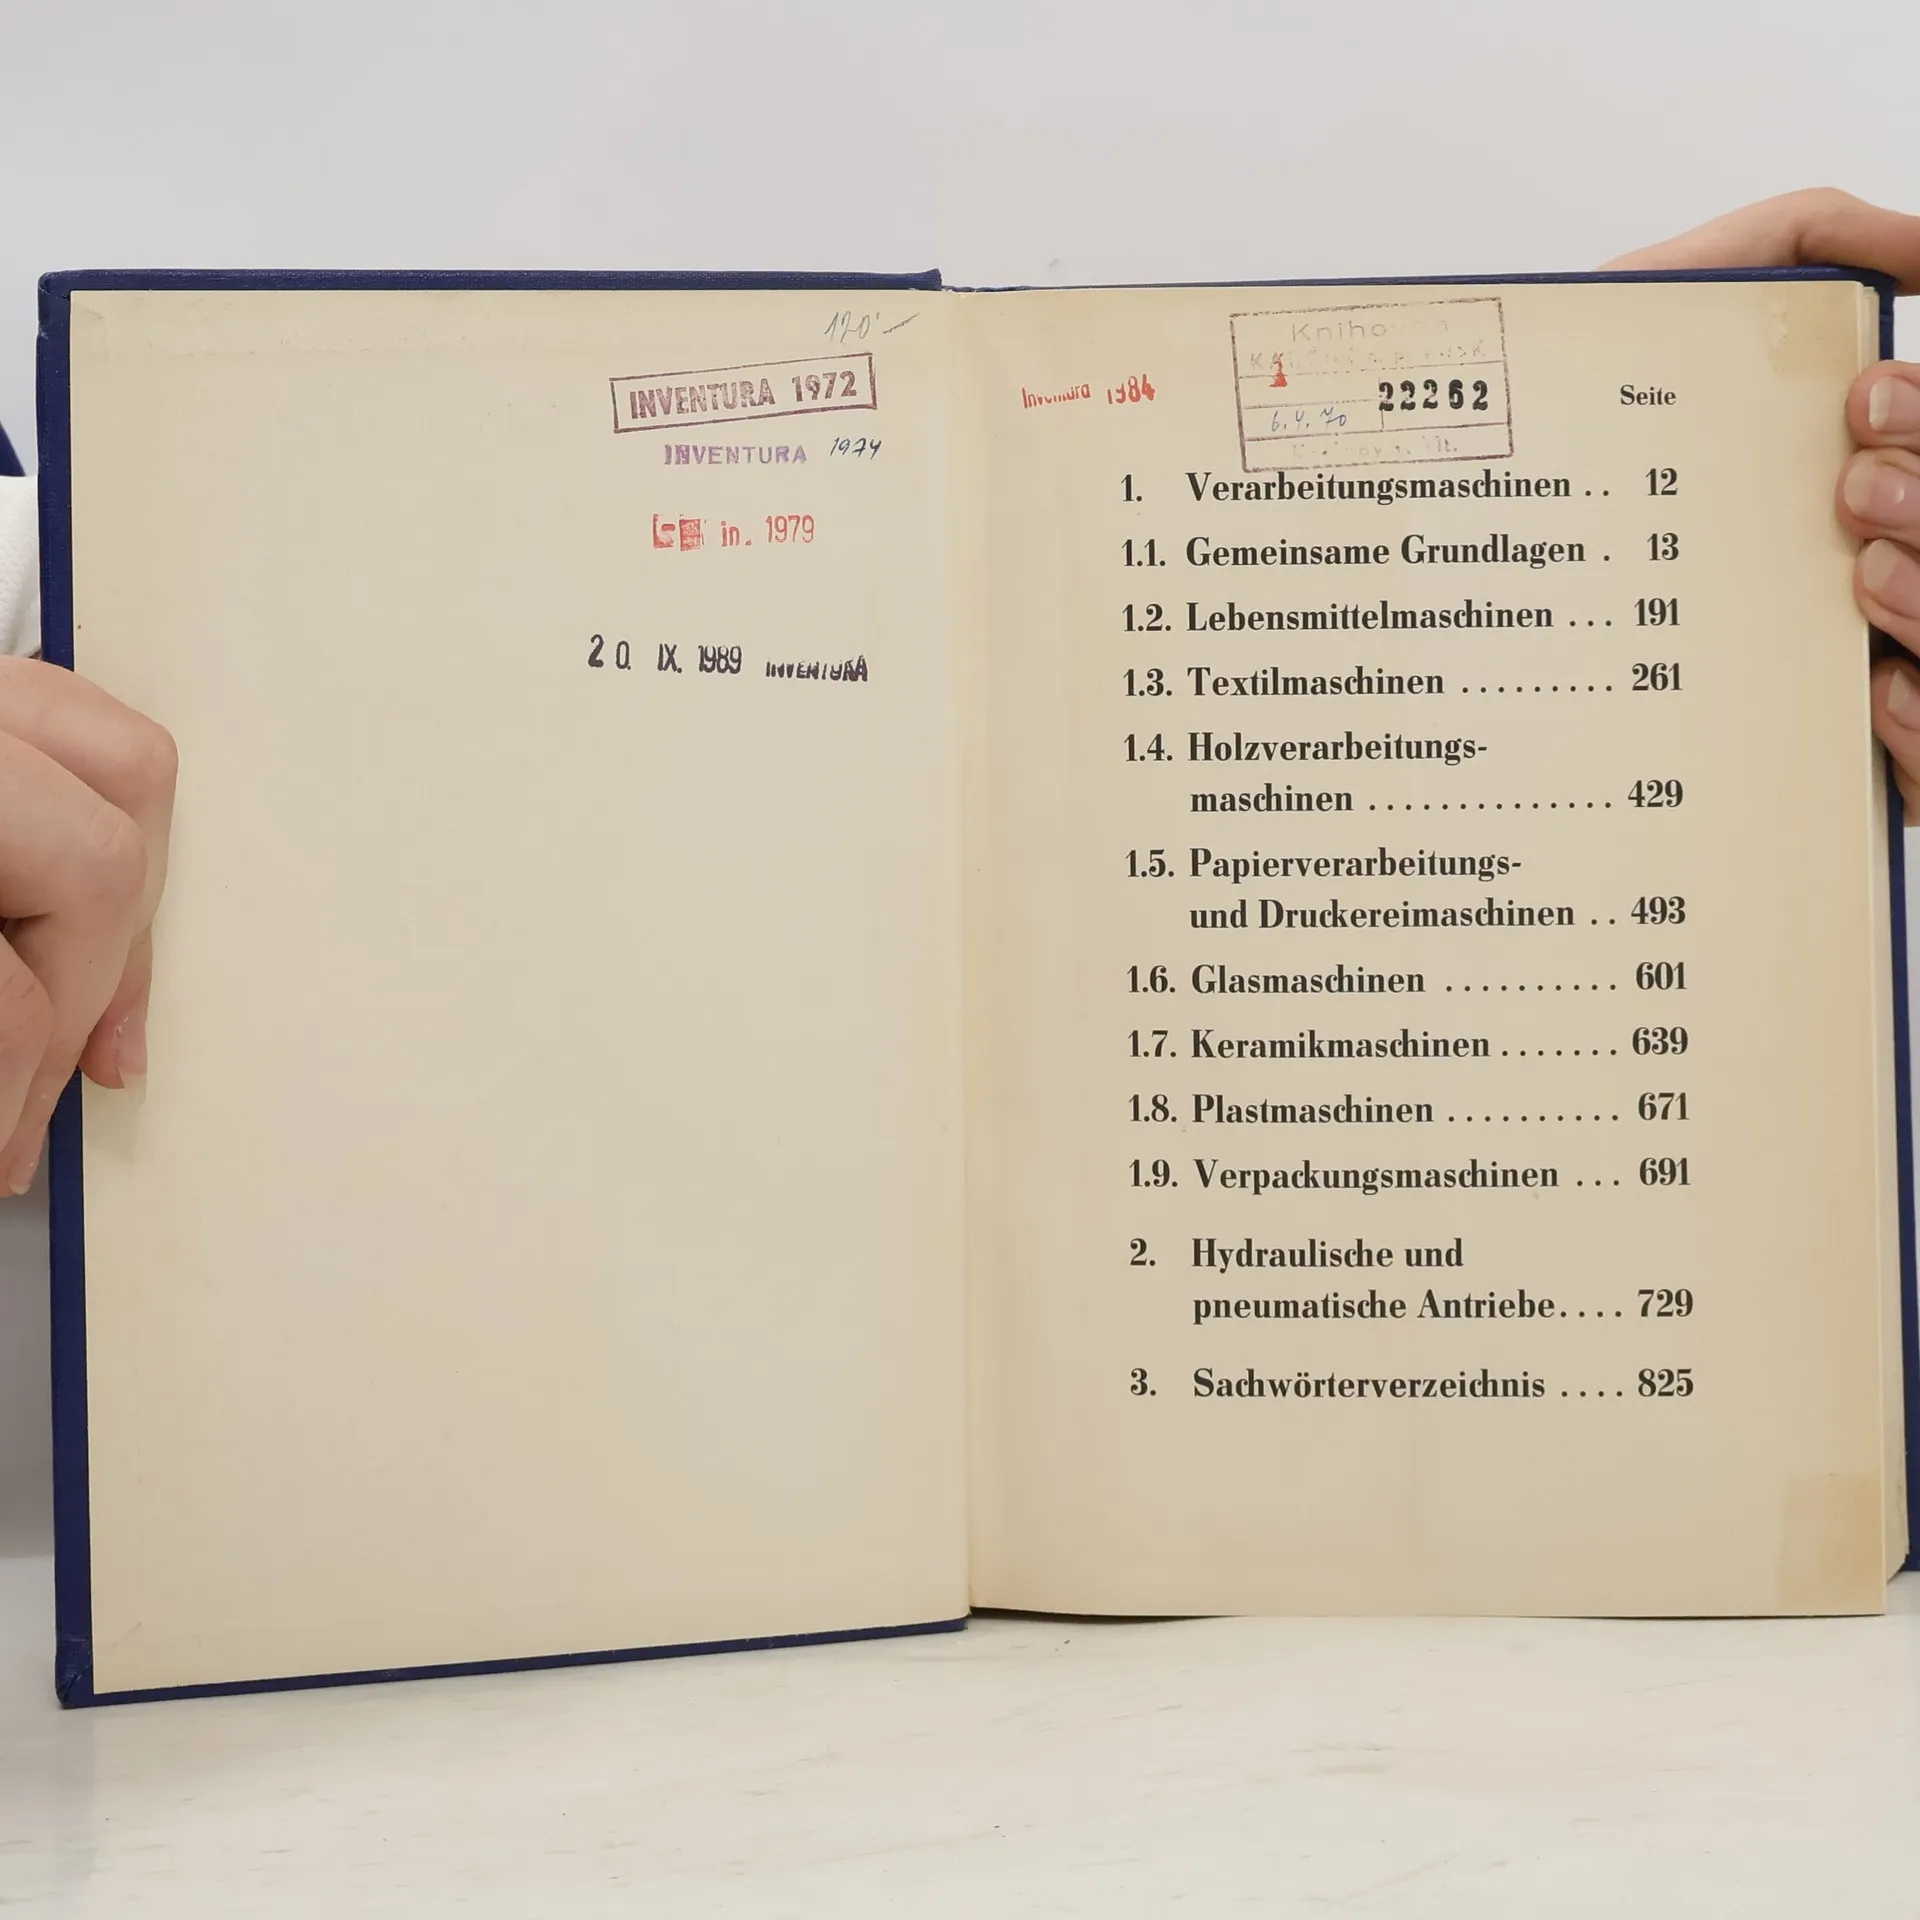 120'-
INVENTURA 1972
INVENTURA 1974
in. 1979
20. IX. 1989 INVENTURA
Inventura 1984
Knihovna
22262
6.4.70
Seite
1. Verarbeitungsmaschinen .. 12
1.1. Gemeinsame Grundlagen . 13
1.2. Lebensmittelmaschinen ... 191
1.3. Textilmaschinen ......... 261
1.4. Holzverarbeitungs-
maschinen .............. 429
1.5. Papierverarbeitungs-
und Druckereimaschinen .. 493
1.6. Glasmaschinen .......... 601
1.7. Keramikmaschinen ....... 639
1.8. Plastmaschinen .......... 671
1.9. Verpackungsmaschinen ... 691
2. Hydraulische und
pneumatische Antriebe.... 729
3. Sachwörterverzeichnis .... 825